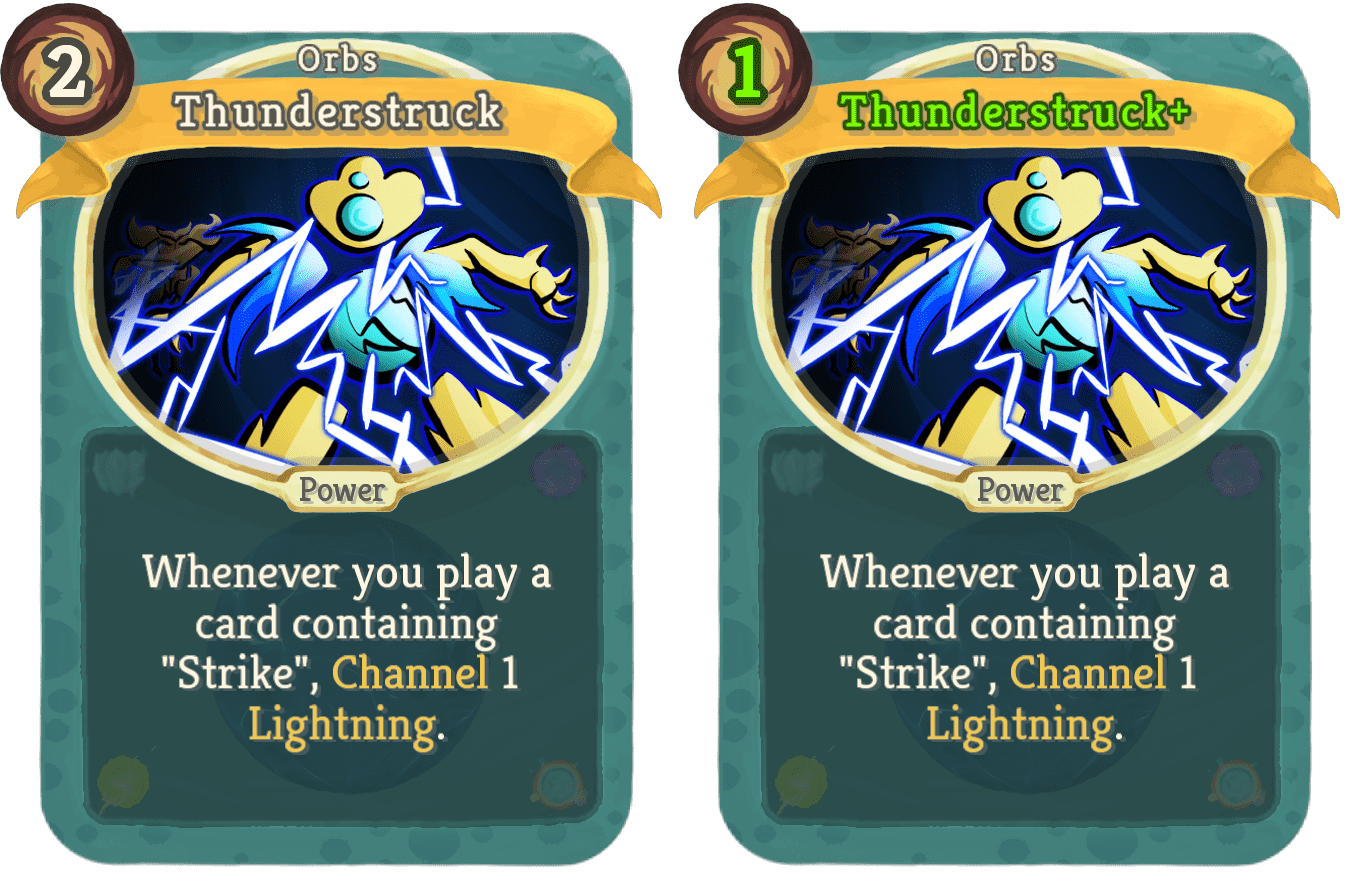 2
Orbs
Thunderstruck
Power
Whenever you play a
card containing
"Strike", Channel 1
Lightning.
1
Orbs
Thunderstruck+
Power
Whenever you play a
card containing
"Strike", Channel 1
Lightning.